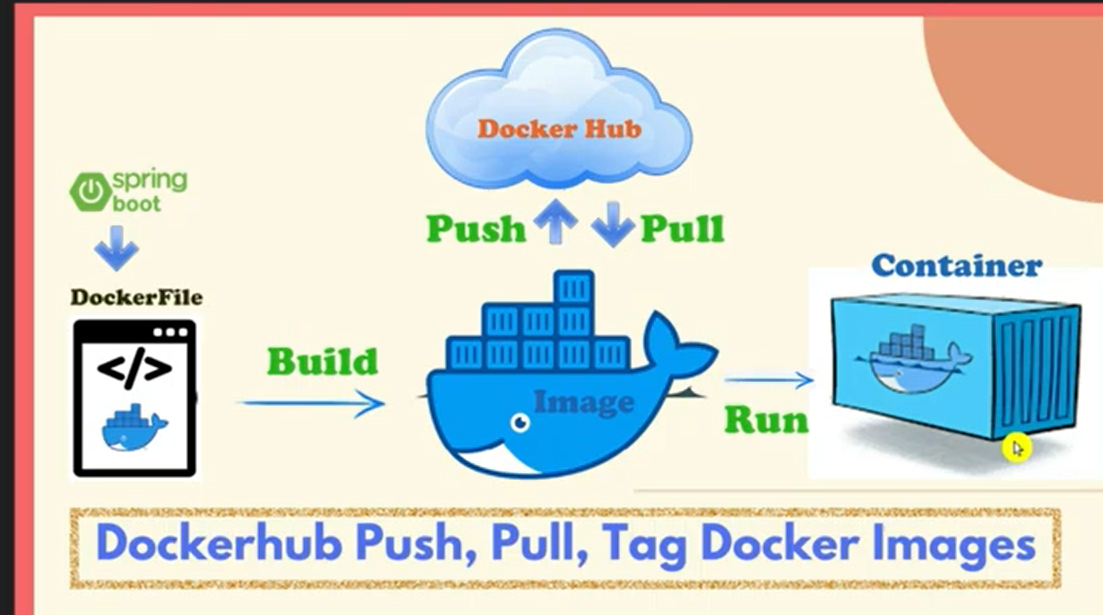 Docker Hub
spring
boot
Push
Pull
Container
DockerFile
</>
Build
Image
Run
Dockerhub Push, Pull, Tag Docker Images